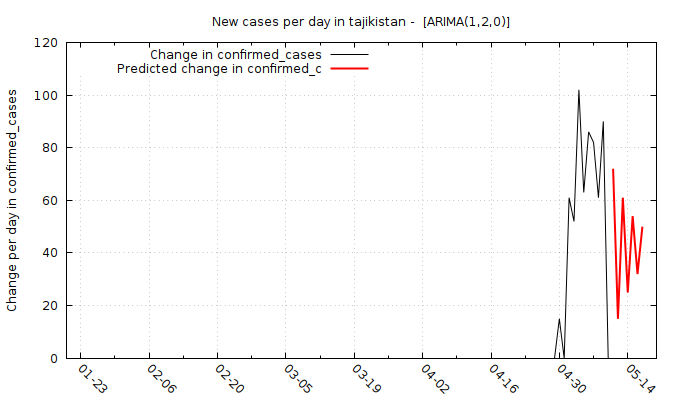 New cases per day in tajikistan - [ARIMA(1,2,0)]
Change in confirmed_cases
Predicted change in confirmed_c
Change per day in confirmed_cases
120
100
80
60
40
20
0
01-23 02-06 02-20 03-05 03-19 04-02 04-16 04-30 05-14